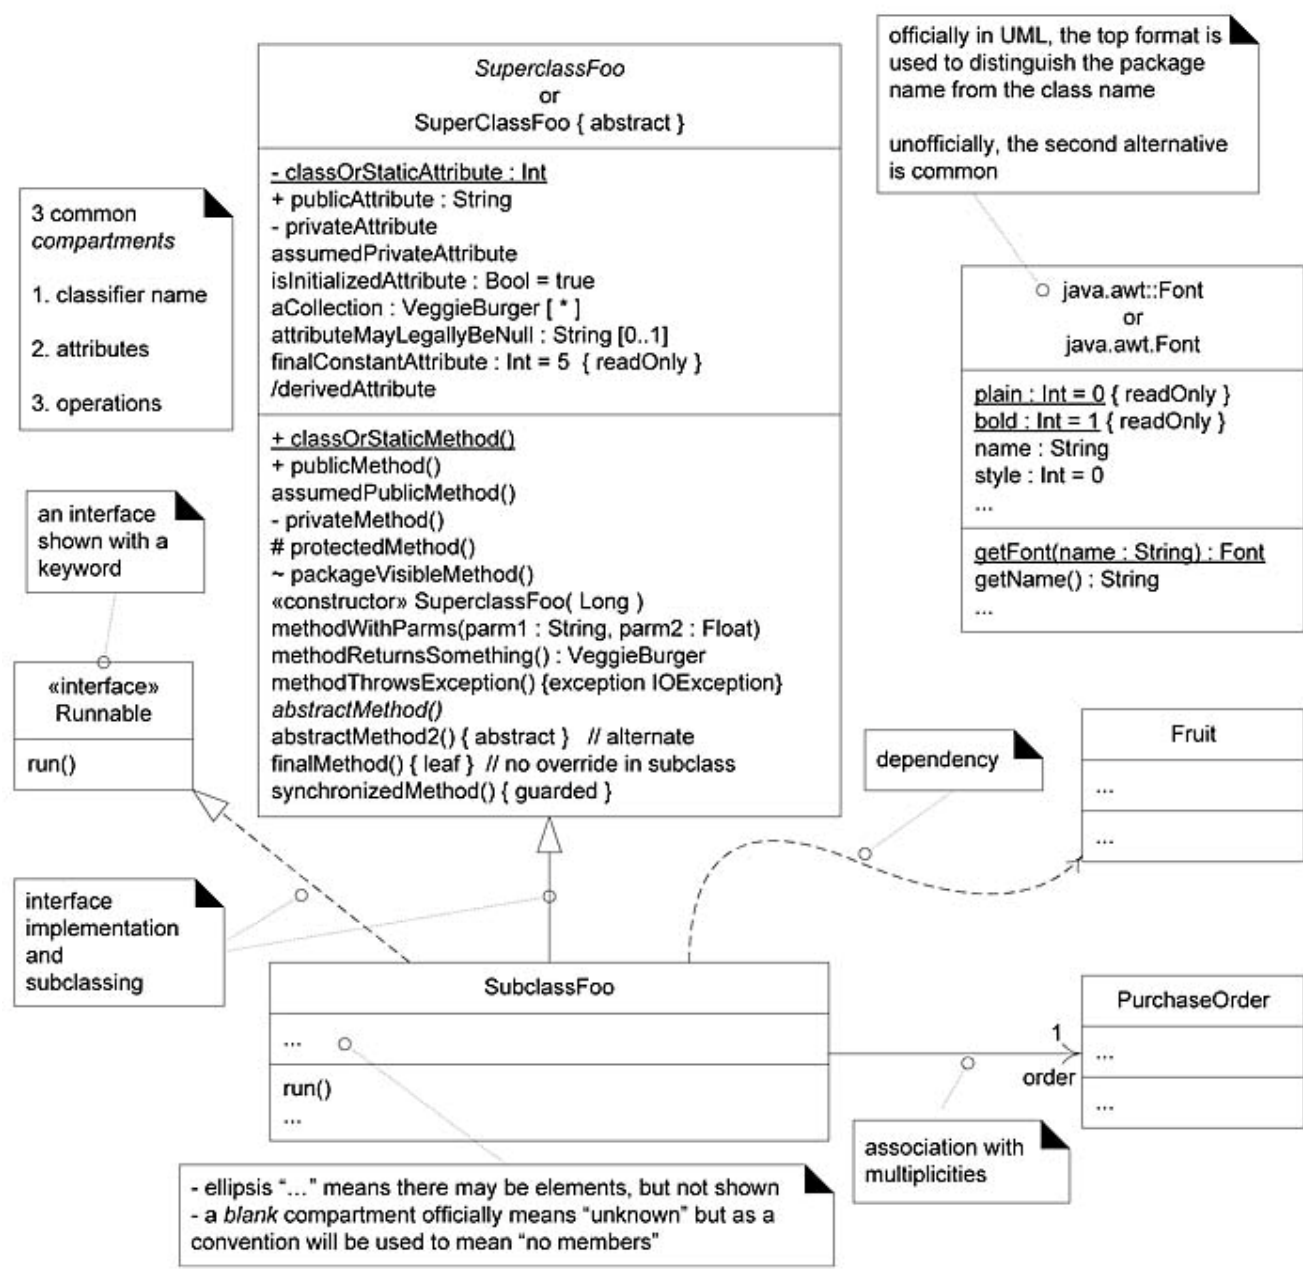 SuperclassFoo
or
SuperClassFoo { abstract }
- classOrStaticAttribute : Int
+ publicAttribute : String
- privateAttribute
assumedPrivateAttribute
isInitializedAttribute : Bool = true
aCollection : VeggieBurger [ * ]
attributeMayLegallyBeNull : String [0..1]
finalConstantAttribute : Int = 5 { readOnly }
/derivedAttribute
+ classOrStaticMethod()
+ publicMethod()
assumedPublicMethod()
- privateMethod()
# protectedMethod()
~ packageVisibleMethod()
«constructor» SuperclassFoo( Long )
methodWithParms(parm1 : String, parm2 : Float)
methodReturnsSomething() : VeggieBurger
methodThrowsException() {exception IOException}
abstractMethod()
abstractMethod2() { abstract } // alternate
finalMethod() { leaf } // no override in subclass
synchronizedMethod() { guarded }
3 common
compartments
1. classifier name
2. attributes
3. operations
officially in UML, the top format is
used to distinguish the package
name from the class name
unofficially, the second alternative
is common
java.awt::Font
or
java.awt.Font
plain : Int = 0 { readOnly }
bold : Int = 1 { readOnly }
name : String
style : Int = 0
...
getFont(name : String) : Font
getName() : String
...
an interface
shown with a
keyword
«interface»
Runnable
run()
dependency
Fruit
...
...
interface
implementation
and
subclassing
SubclassFoo
...
run()
...
1
order
PurchaseOrder
...
...
association with
multiplicities
- ellipsis “…” means there may be elements, but not shown
- a blank compartment officially means “unknown” but as a
convention will be used to mean “no members”